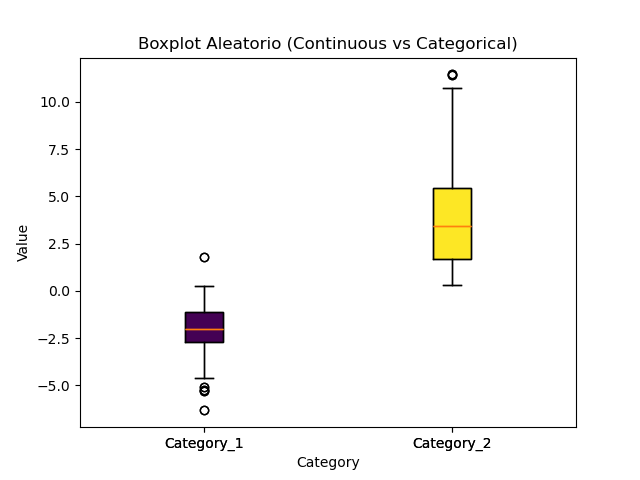 Boxplot Aleatorio (Continuous vs Categorical)
10.0
7.5
5.0
2.5
0.0
−2.5
−5.0
Value
Category_1 Category_2
Category